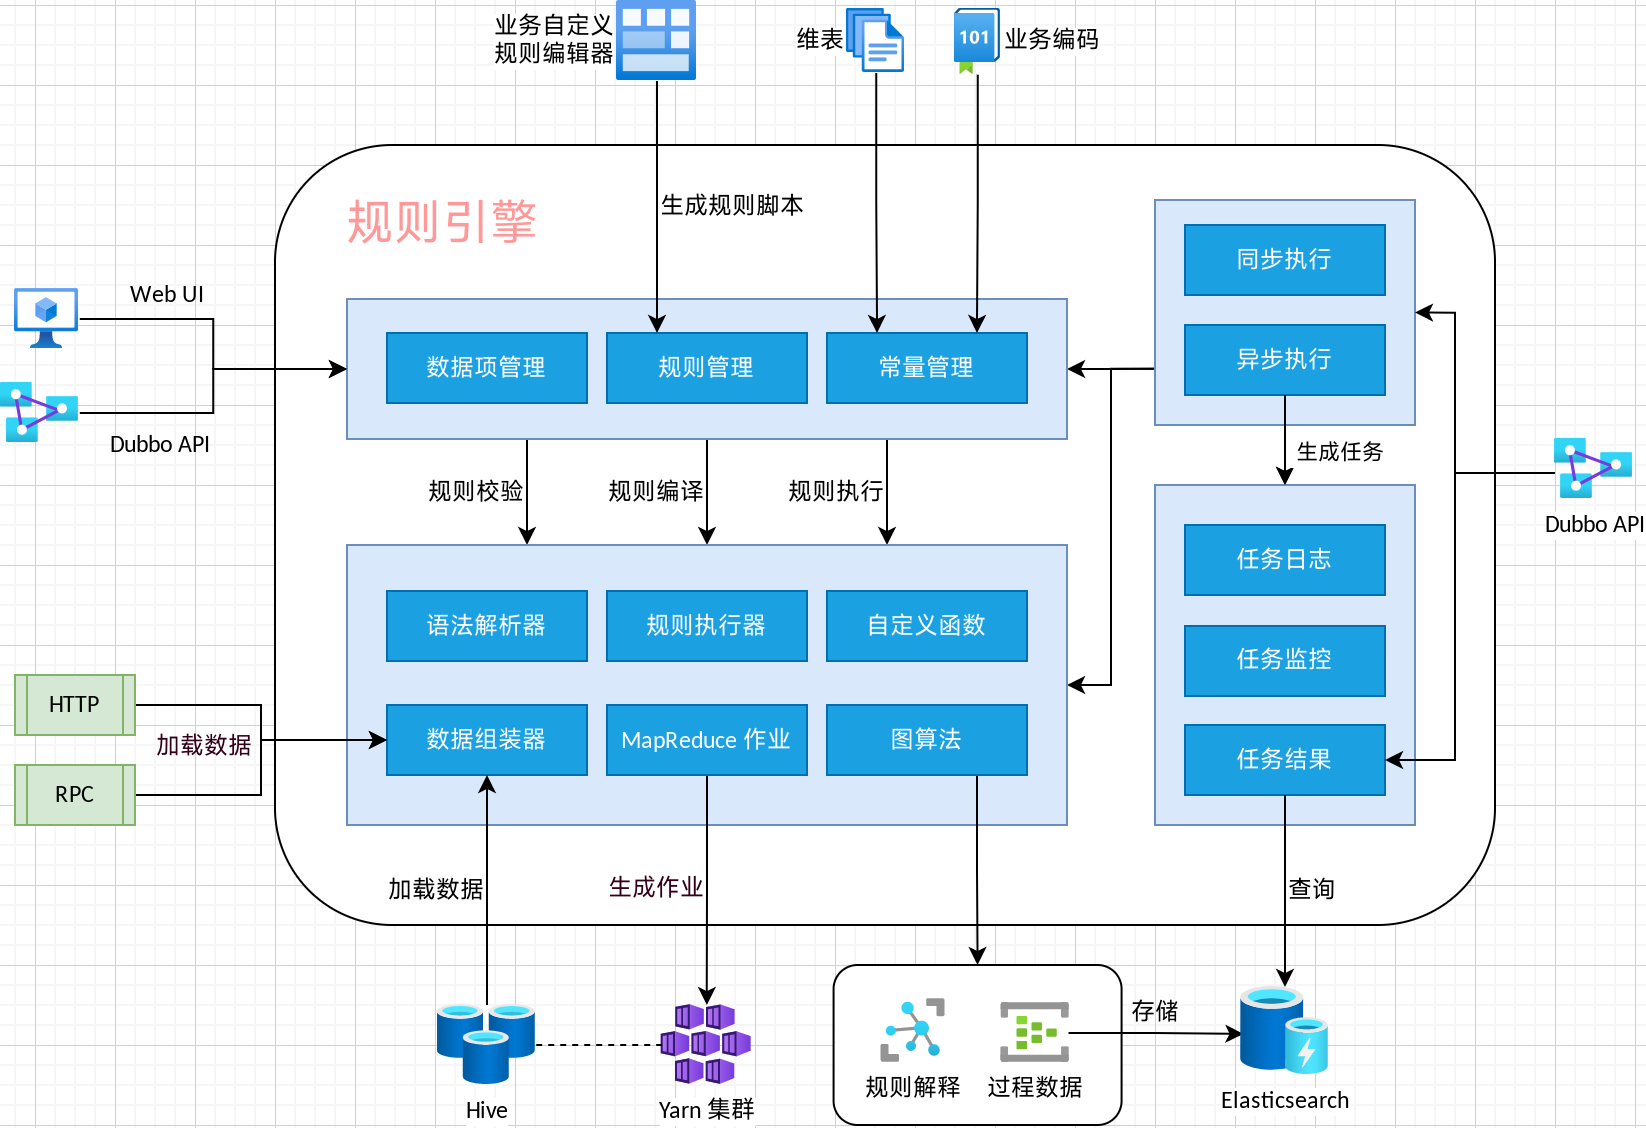 业务自定义
规则编辑器
维表
101
业务编码
规则引擎
生成规则脚本
同步执行
异步执行
Web UI
Dubbo API
数据项管理
规则管理
常量管理
生成任务
规则校验
规则编译
规则执行
Dubbo API
任务日志
任务监控
任务结果
语法解析器
规则执行器
自定义函数
HTTP
加载数据
RPC
数据组装器
MapReduce 作业
图算法
加载数据
生成作业
查询
存储
规则解释
过程数据
Hive
Yarn 集群
Elasticsearch